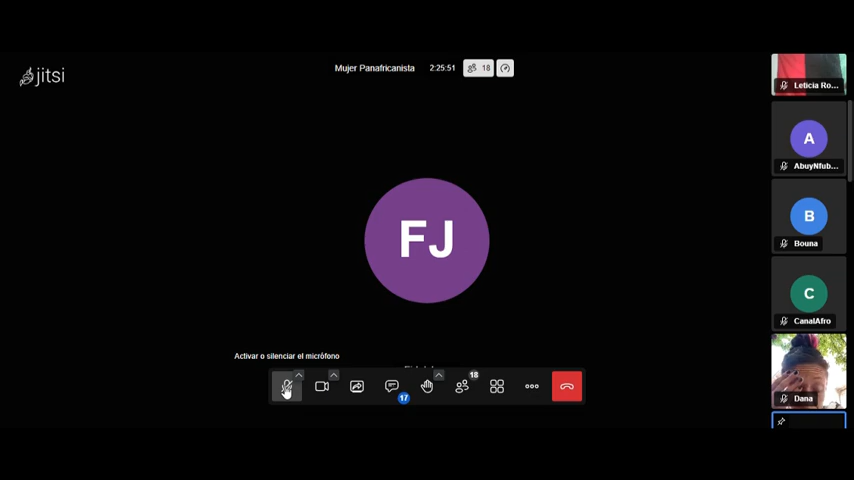 jitsi
Mujer Panafricanista 2:25:51 18
Leticia Ro...
A
AbuyNfub...
B
Bouna
C
CanalAfro
Dana
FJ
Activar o silenciar el micrófono
18
17